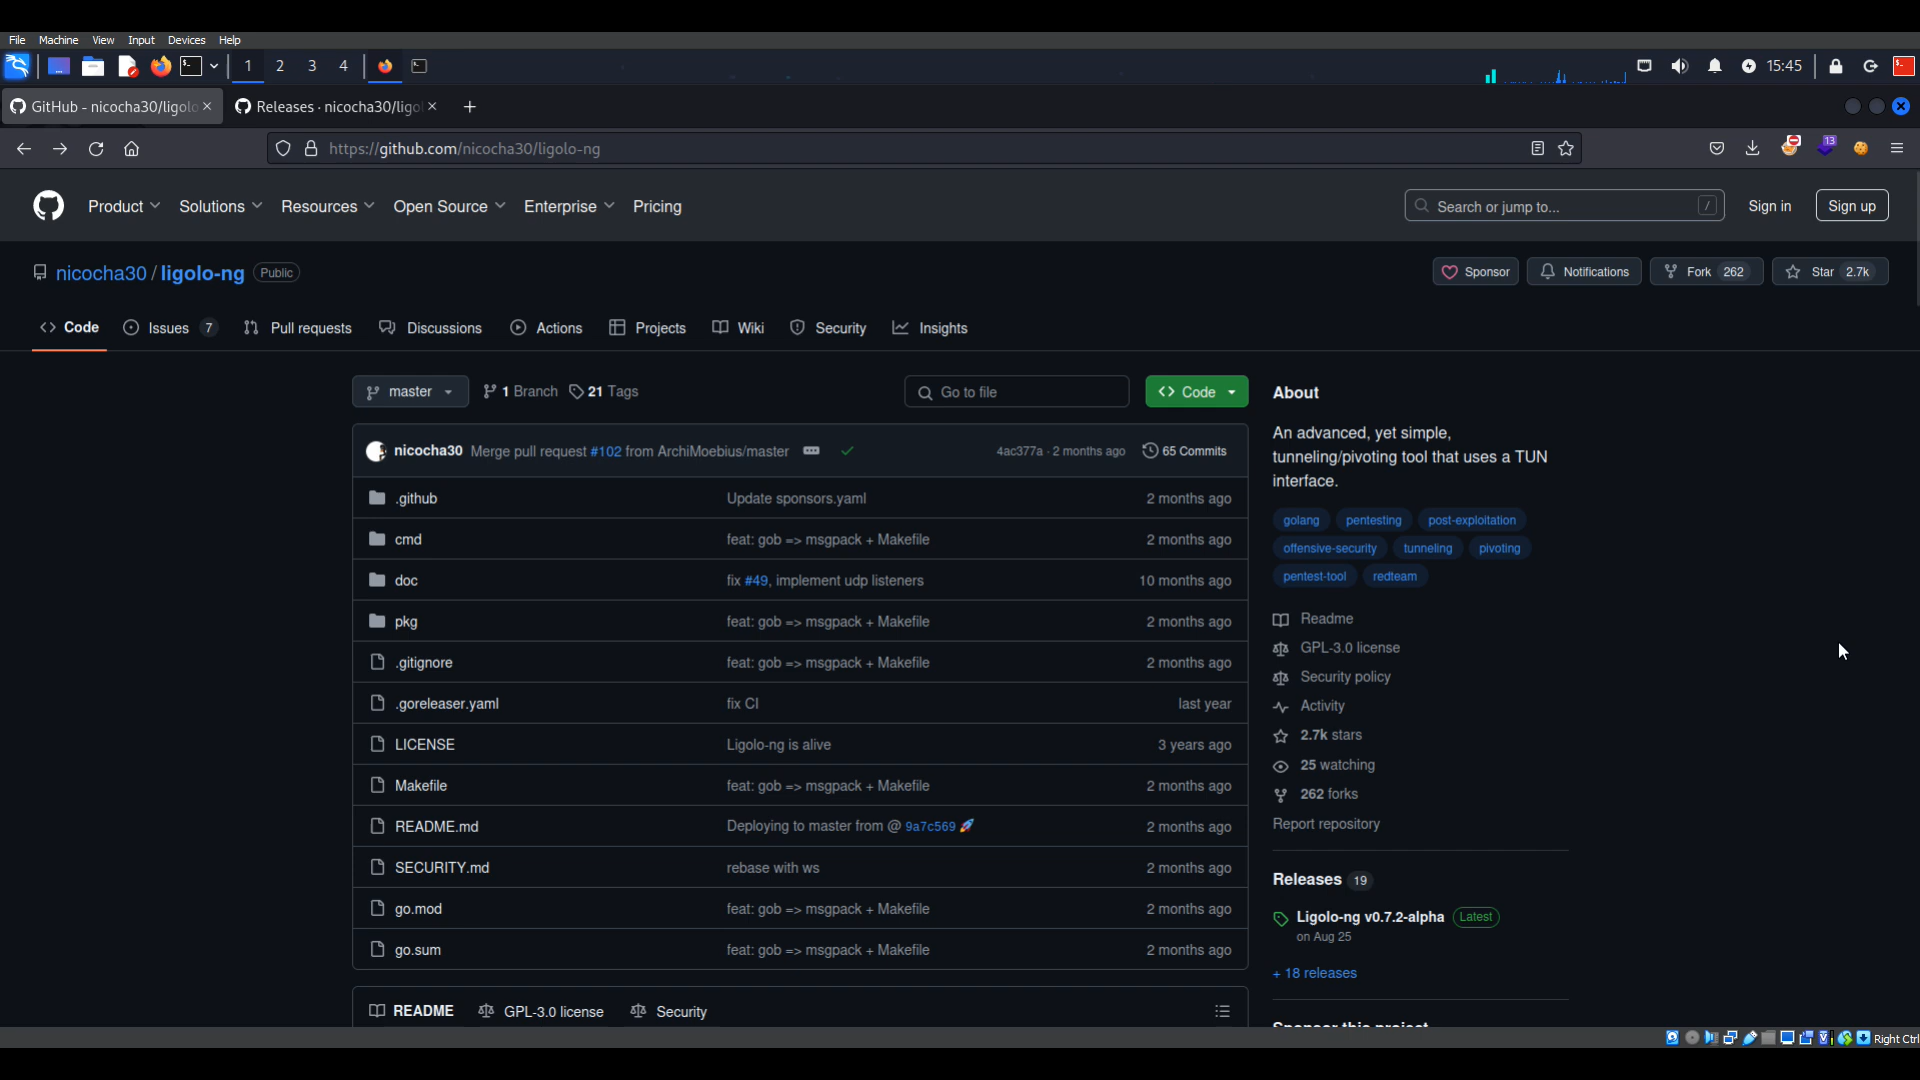 File Machine View Input Devices Help
1 2 3 4
15:45
GitHub - nicocha30/ligolo
Releases · nicocha30/ligo
https://github.com/nicocha30/ligolo-ng
13
Product Solutions Resources Open Source Enterprise Pricing
Search or jump to...
/
Sign in
Sign up
nicocha30 / ligolo-ng Public
Sponsor
Notifications
Fork 262
Star 2.7k
Code Issues 7 Pull requests Discussions Actions Projects Wiki Security Insights
master 1 Branch 21 Tags
Go to file
Code
nicocha30 Merge pull request #102 from ArchiMoebius/master 4ac377a · 2 months ago 65 Commits
.github Update sponsors.yaml 2 months ago
cmd feat: gob => msgpack + Makefile 2 months ago
doc fix #49, implement udp listeners 10 months ago
pkg feat: gob => msgpack + Makefile 2 months ago
.gitignore feat: gob => msgpack + Makefile 2 months ago
.goreleaser.yaml fix CI last year
LICENSE Ligolo-ng is alive 3 years ago
Makefile feat: gob => msgpack + Makefile 2 months ago
README.md Deploying to master from @ 9a7c569 🚀 2 months ago
SECURITY.md rebase with ws 2 months ago
go.mod feat: gob => msgpack + Makefile 2 months ago
go.sum feat: gob => msgpack + Makefile 2 months ago
README GPL-3.0 license Security
About
An advanced, yet simple,
tunneling/pivoting tool that uses a TUN
interface.
golang pentesting post-exploitation
offensive-security tunneling pivoting
pentest-tool redteam
Readme
GPL-3.0 license
Security policy
Activity
2.7k stars
25 watching
262 forks
Report repository
Releases 19
Ligolo-ng v0.7.2-alpha Latest
on Aug 25
+ 18 releases
Sponsor this project
Right Ctrl